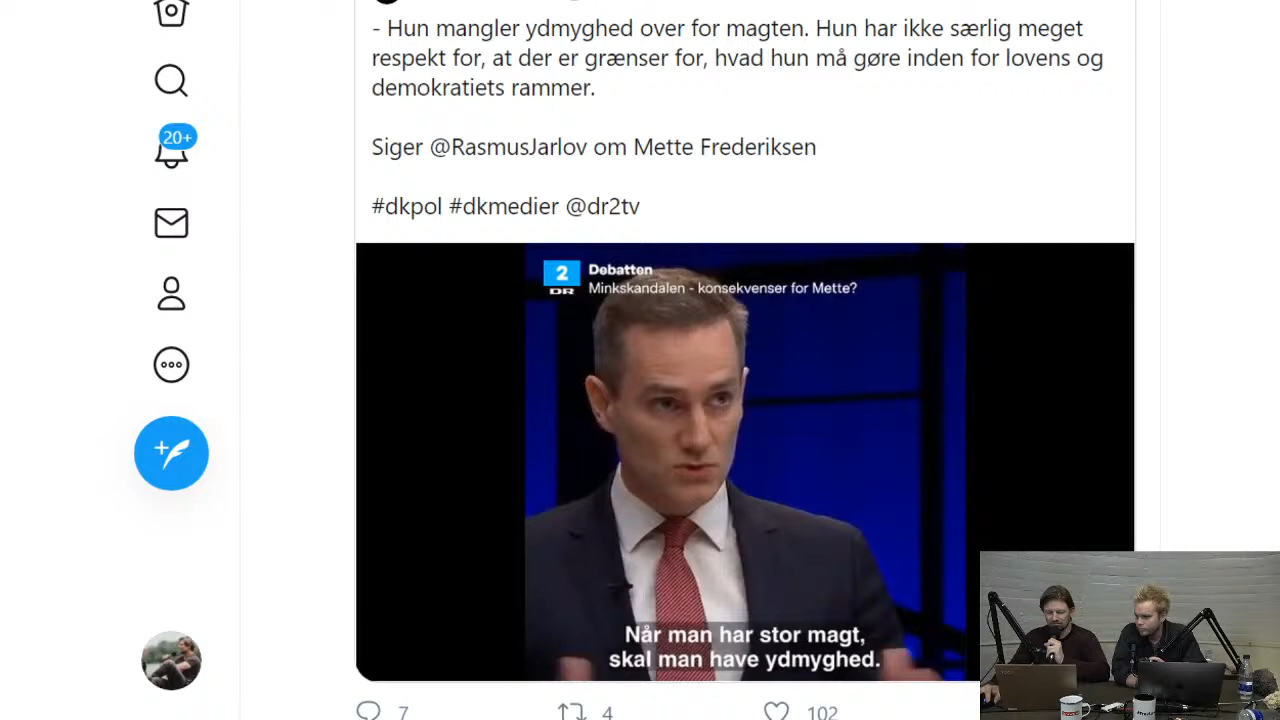 - Hun mangler ydmyghed over for magten. Hun har ikke særlig meget
respekt for, at der er grænser for, hvad hun må gøre inden for lovens og
demokratiets rammer.
Siger @RasmusJarlov om Mette Frederiksen
#dkpol #dkmedier @dr2tv
20+
2
DR
Debatten
Minkskandalen - konsekvenser for Mette?
Når man har stor magt,
skal man have ydmyghed.
7
4
102